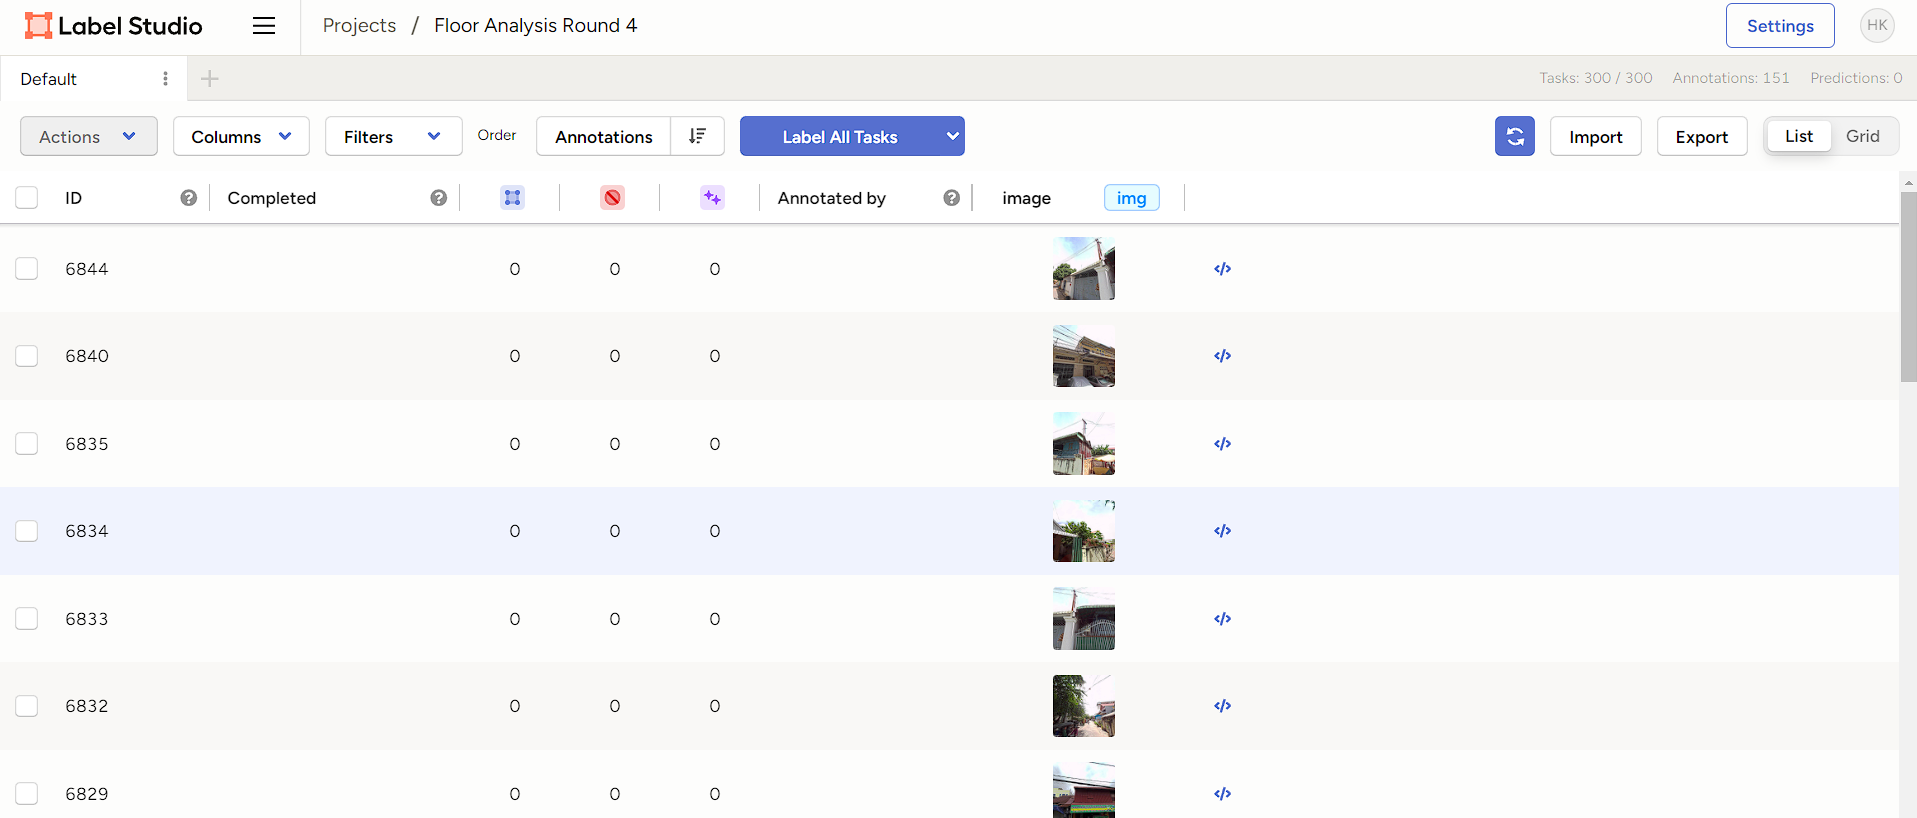 Label Studio Projects / Floor Analysis Round 4 Settings HK
Default Tasks: 300 / 300 Annotations: 151 Predictions: 0
Actions Columns Filters Order Annotations Label All Tasks Import Export List Grid
ID Completed Annotated by image img
6844 0 0 0
6840 0 0 0
6835 0 0 0
6834 0 0 0
6833 0 0 0
6832 0 0 0
6829 0 0 0